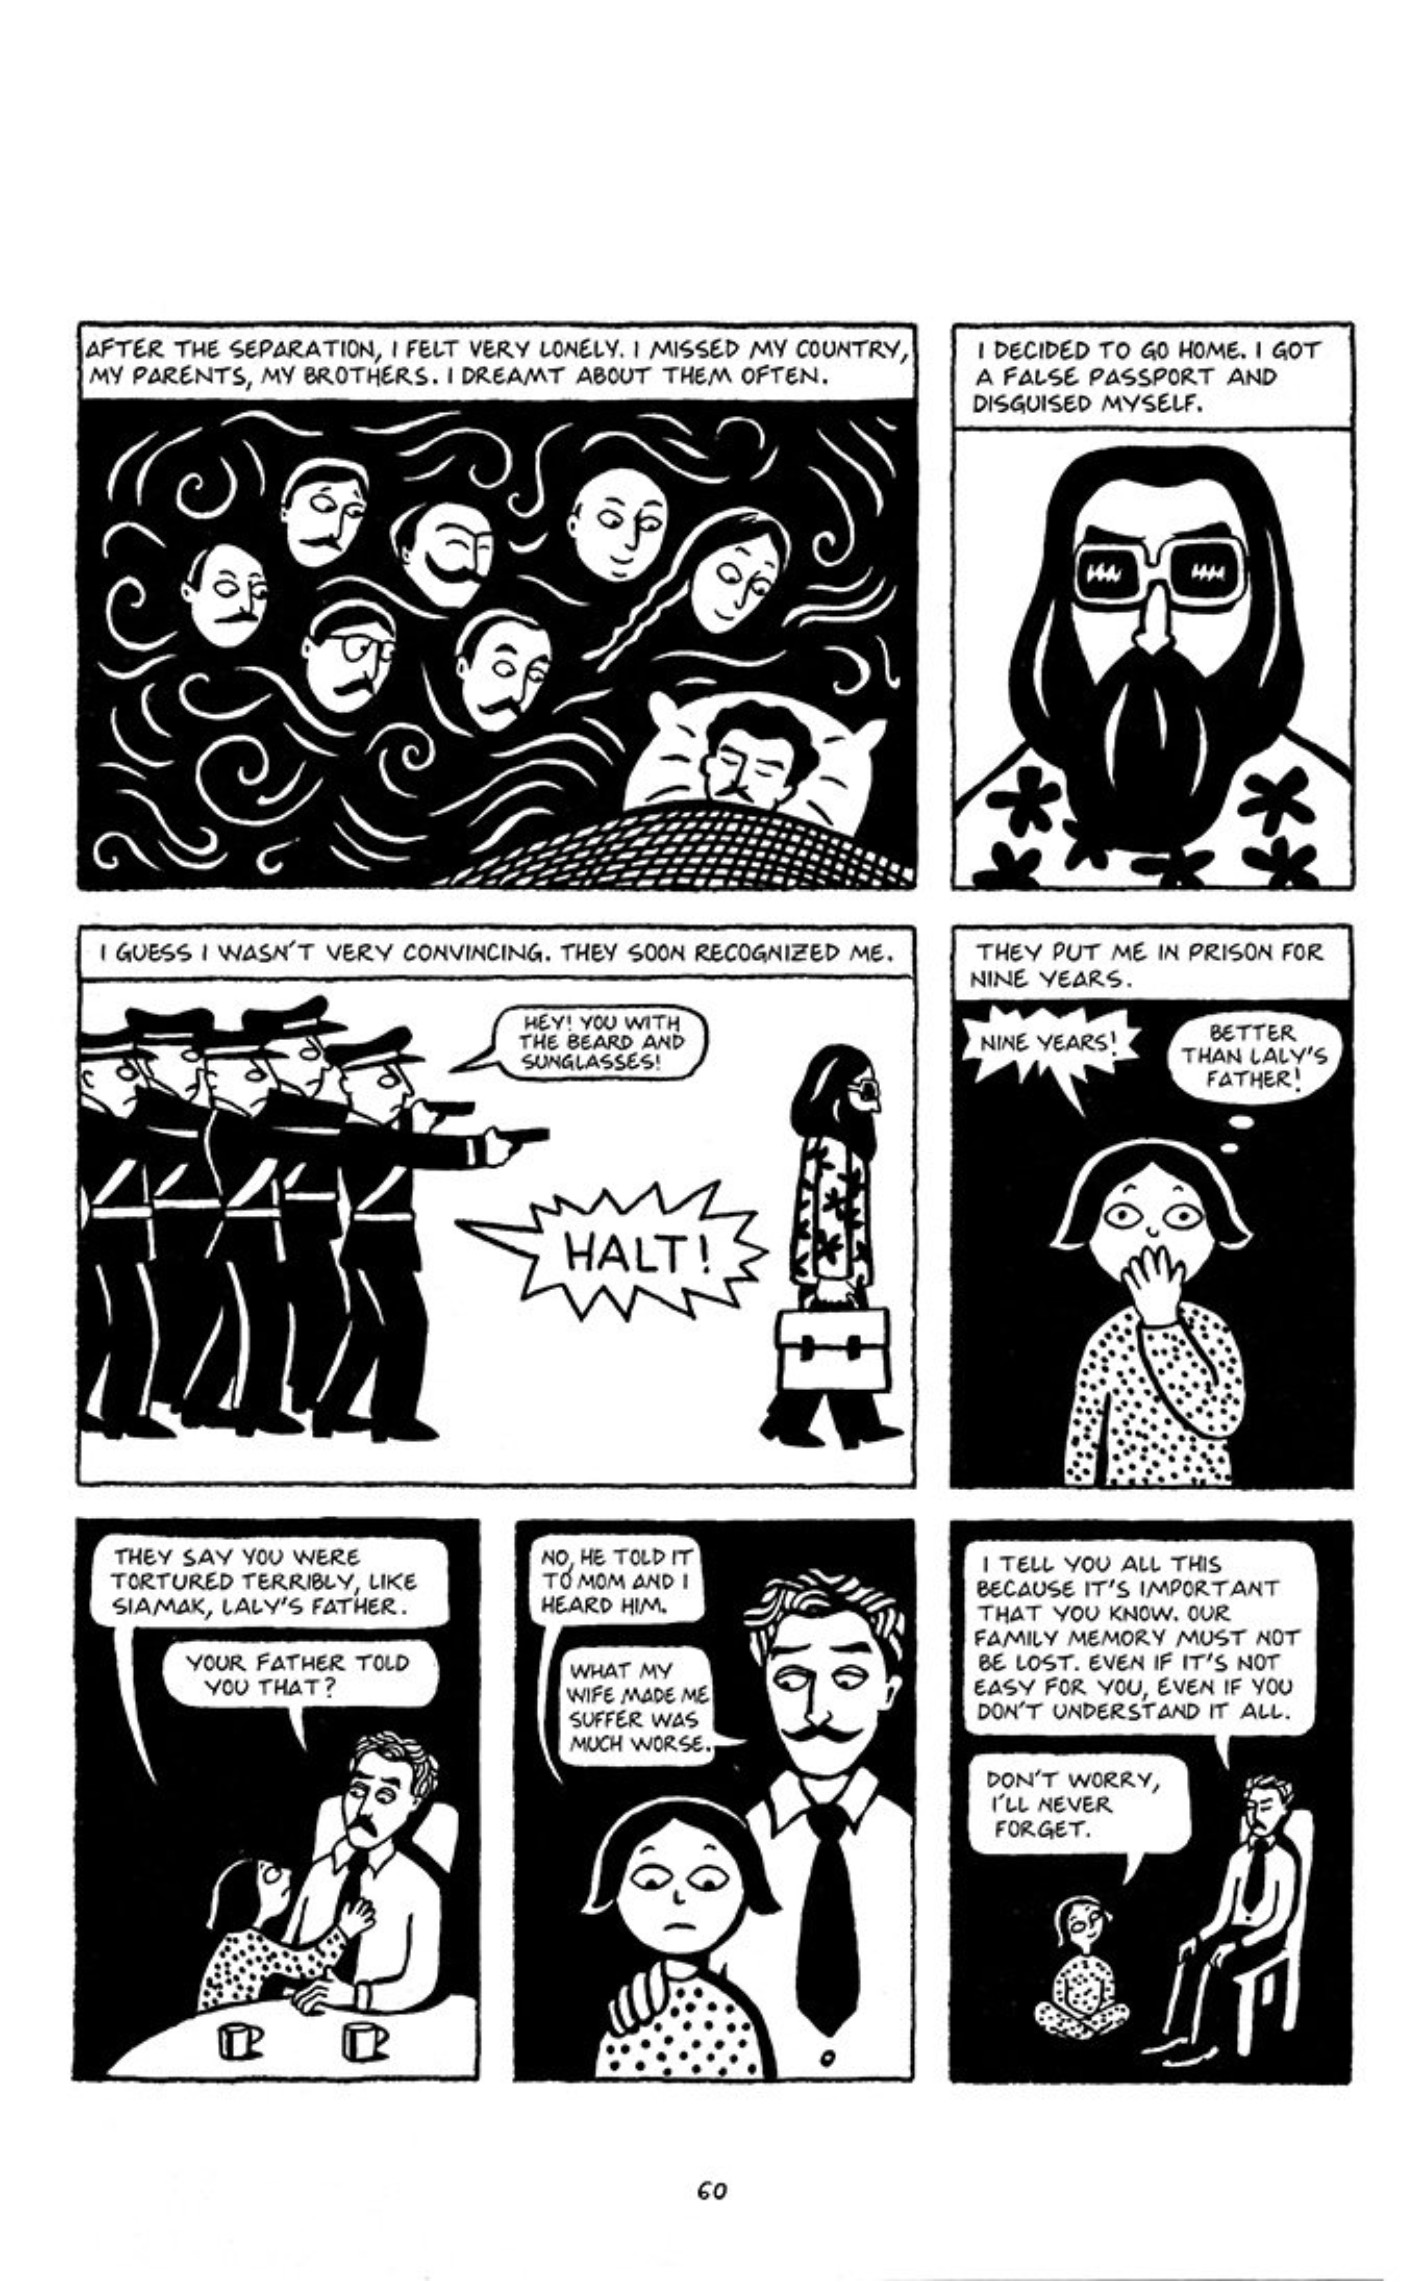 AFTER THE SEPARATION, I FELT VERY LONELY. I MISSED MY COUNTRY,
MY PARENTS, MY BROTHERS. I DREAMT ABOUT THEM OFTEN.
I DECIDED TO GO HOME. I GOT
A FALSE PASSPORT AND
DISGUISED MYSELF.
I GUESS I WASN'T VERY CONVINCING. THEY SOON RECOGNIZED ME.
HEY! YOU WITH
THE BEARD AND
SUNGLASSES!
HALT!
THEY PUT ME IN PRISON FOR
NINE YEARS.
NINE YEARS!
BETTER
THAN LALY'S
FATHER!
THEY SAY YOU WERE
TORTURED TERRIBLY, LIKE
SIAMAK, LALY'S FATHER.
YOUR FATHER TOLD
YOU THAT?
NO, HE TOLD IT
TO MOM AND I
HEARD HIM.
WHAT MY
WIFE MADE ME
SUFFER WAS
MUCH WORSE.
I TELL YOU ALL THIS
BECAUSE IT'S IMPORTANT
THAT YOU KNOW. OUR
FAMILY MEMORY MUST NOT
BE LOST. EVEN IF IT'S NOT
EASY FOR YOU, EVEN IF YOU
DON'T UNDERSTAND IT ALL.
DON'T WORRY,
I'LL NEVER
FORGET.
60